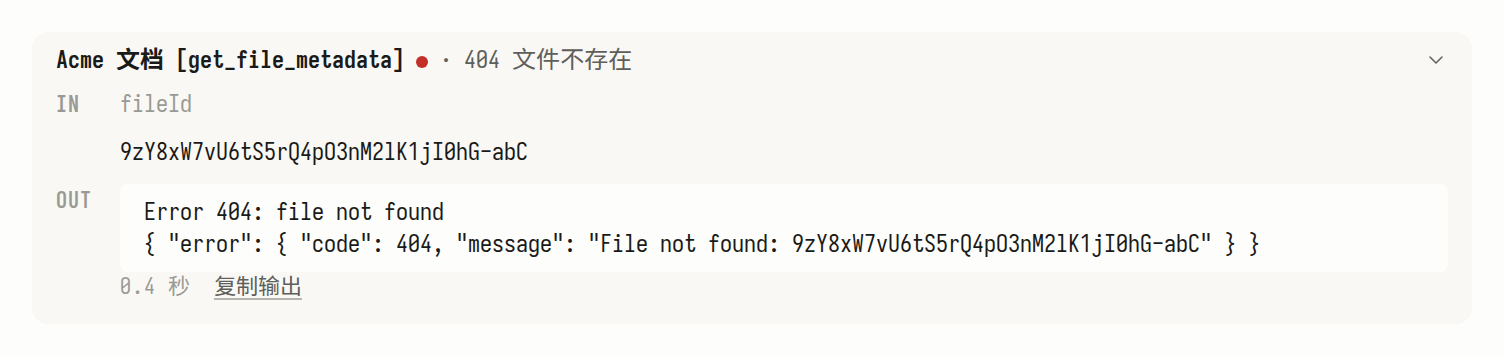 Acme 文档 [get_file_metadata] ● · 404 文件不存在
IN fileId
9zY8xW7vU6tS5rQ4pO3nM2lK1jI0hG-abC
OUT Error 404: file not found
{ "error": { "code": 404, "message": "File not found: 9zY8xW7vU6tS5rQ4pO3nM2lK1jI0hG-abC" } }
0.4 秒 复制输出